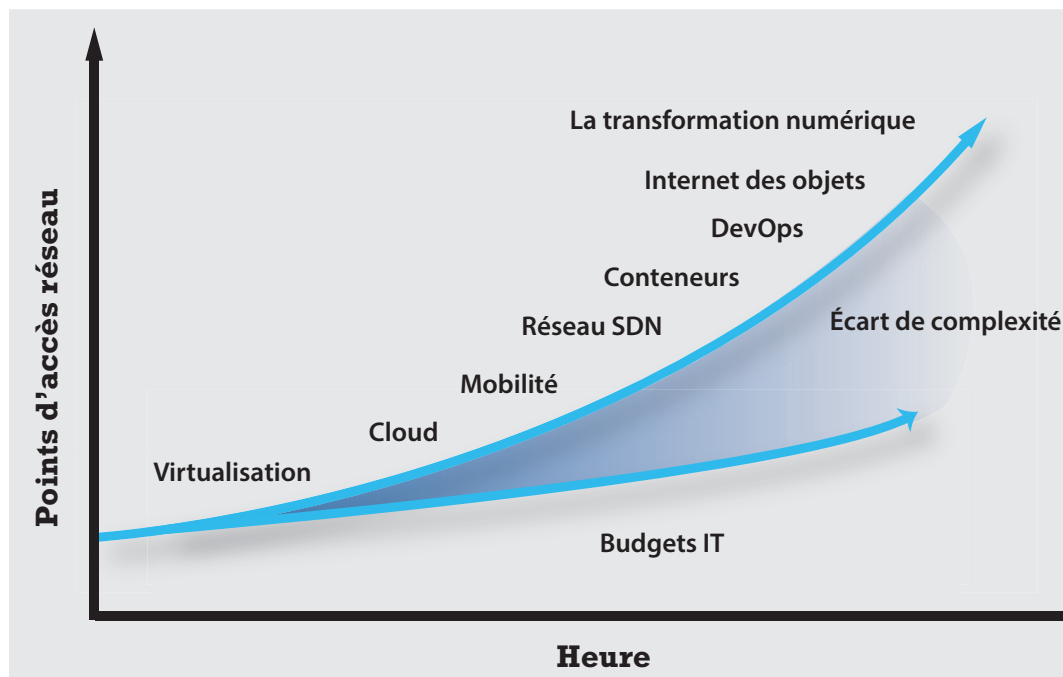 La transformation numérique
Internet des objets
DevOps
Conteneurs
Réseau SDN
Écart de complexité
Mobilité
Cloud
Virtualisation
Budgets IT
Points d’accès réseau
Heure